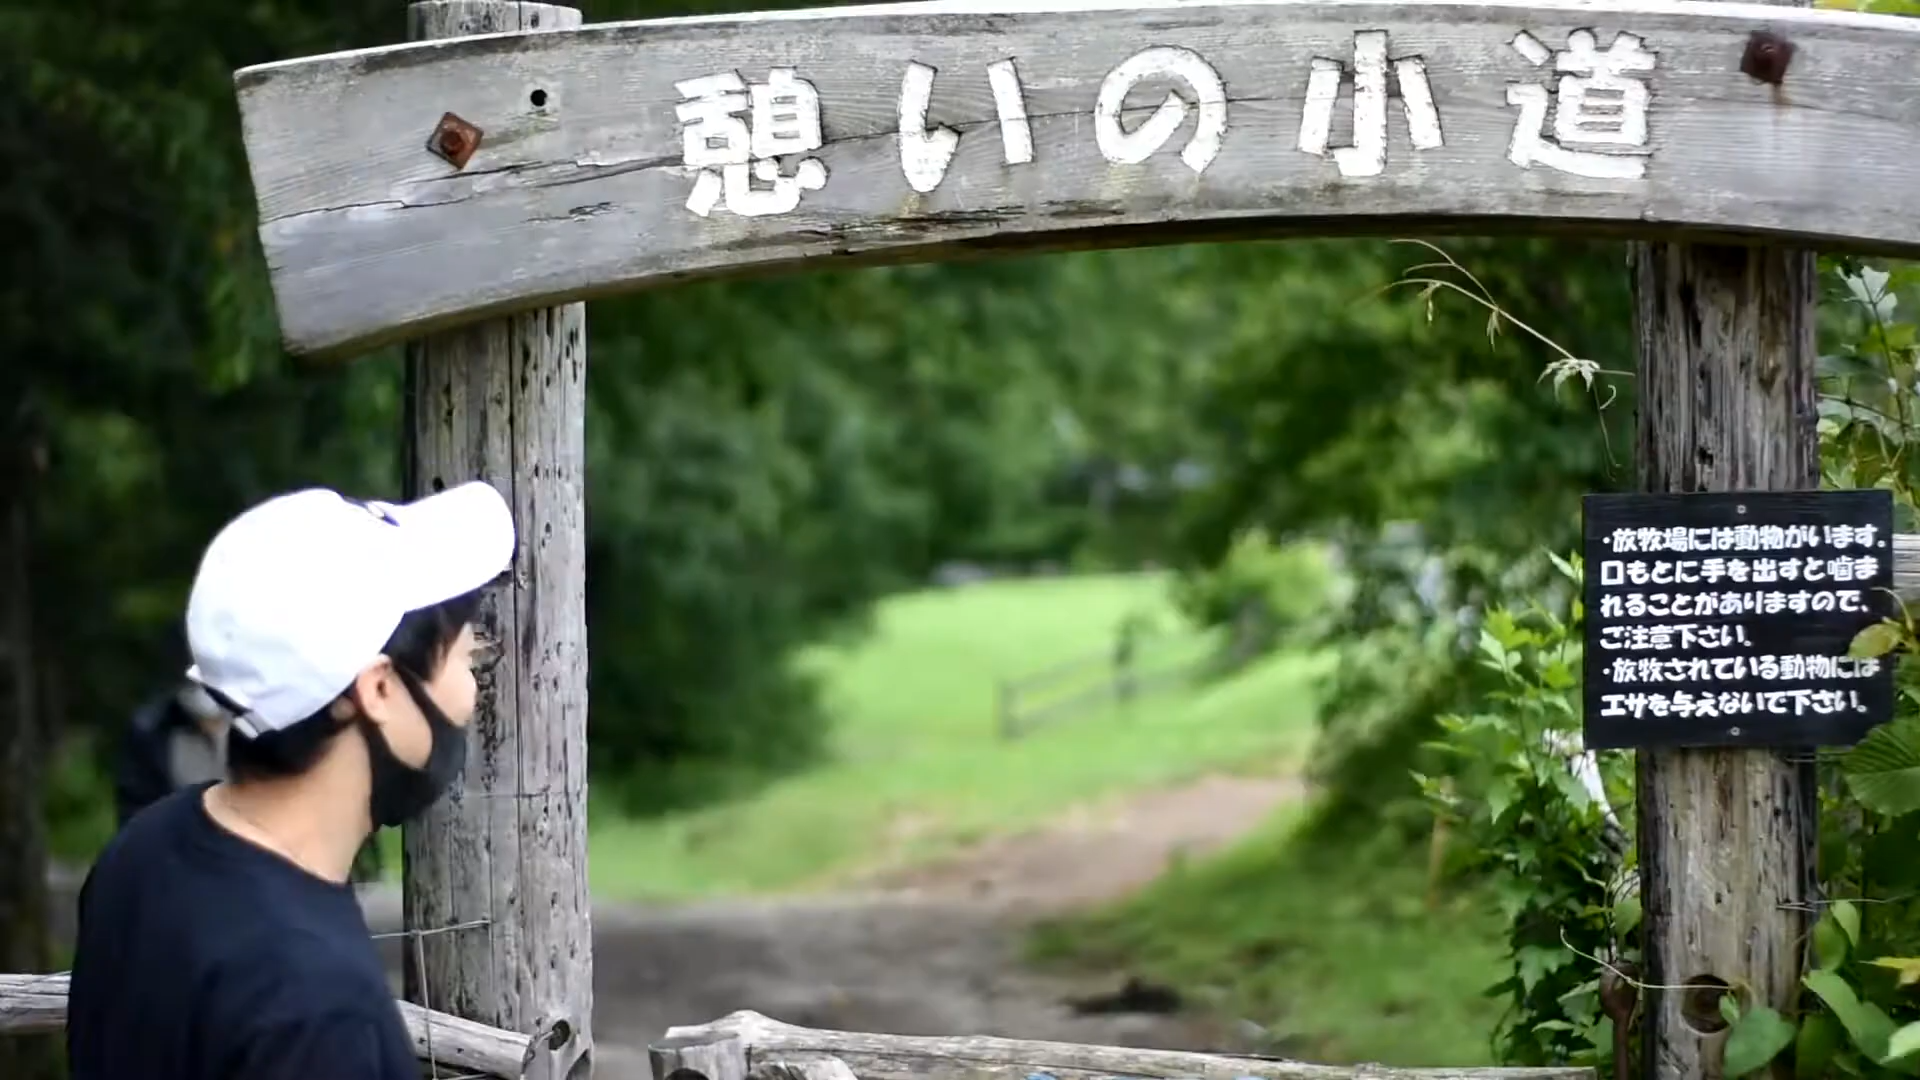 憩いの小道
・放牧場には動物がいます。
口もとに手を出すと噛ま
れることがありますので、
ご注意下さい。
・放牧されている動物には
エサを与えないで下さい。